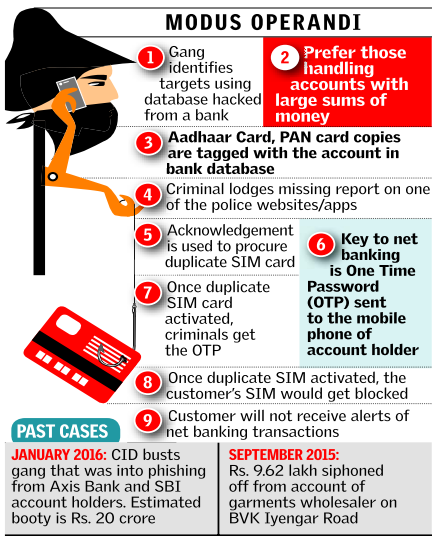 MODUS OPERANDI
1 Gang
identifies
targets using
database hacked
from a bank
2 Prefer those
handling
accounts with
large sums of
money
3 Aadhaar Card, PAN card copies
are tagged with the account in
bank database
4 Criminal lodges missing report on one
of the police websites/apps
5 Acknowledgement
is used to procure
duplicate SIM card
6 Key to net
banking
is One Time
Password
(OTP) sent
to the mobile
phone of
account holder
7 Once duplicate
SIM card
activated,
criminals get
the OTP
8 Once duplicate SIM activated, the
customer's SIM would get blocked
9 Customer will not receive alerts of
net banking transactions
PAST CASES
JANUARY 2016: CID busts
gang that was into phishing
from Axis Bank and SBI
account holders. Estimated
booty is Rs. 20 crore
SEPTEMBER 2015:
Rs. 9.62 lakh siphoned
off from account of
garments wholesaler on
BVK Iyengar Road